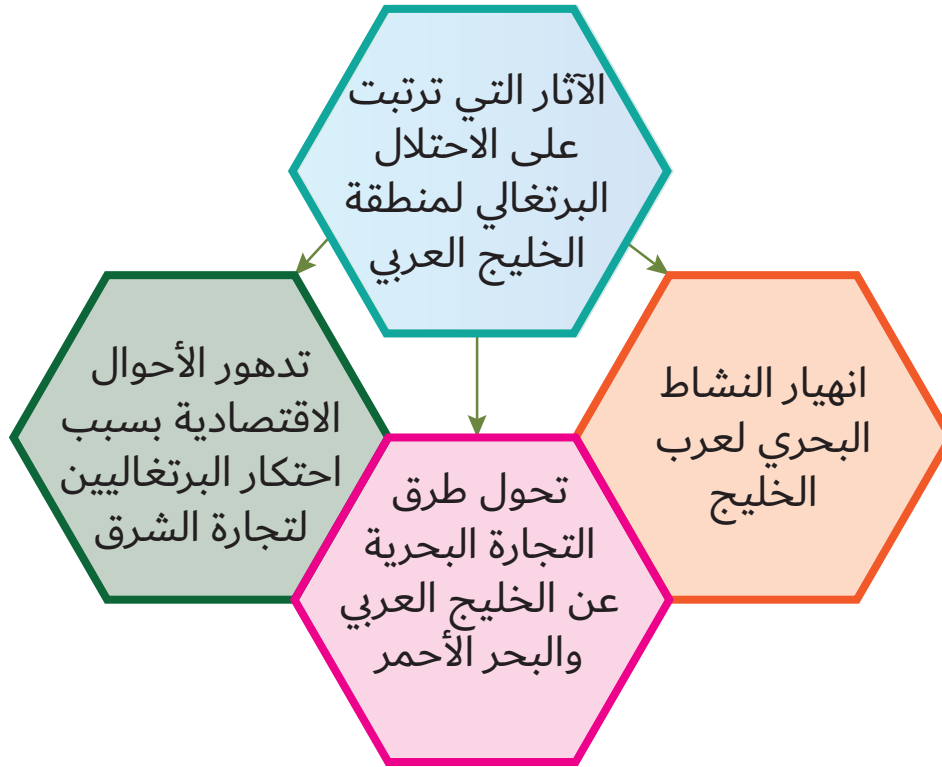 الآثار التي ترتبت
على الاحتلال
البرتغالي لمنطقة
الخليج العربي
انهيار النشاط
البحري لعرب
الخليج
تحول طرق
التجارة البحرية
عن الخليج العربي
والبحر الأحمر
تدهور الأحوال
الاقتصادية بسبب
احتكار البرتغاليين
لتجارة الشرق